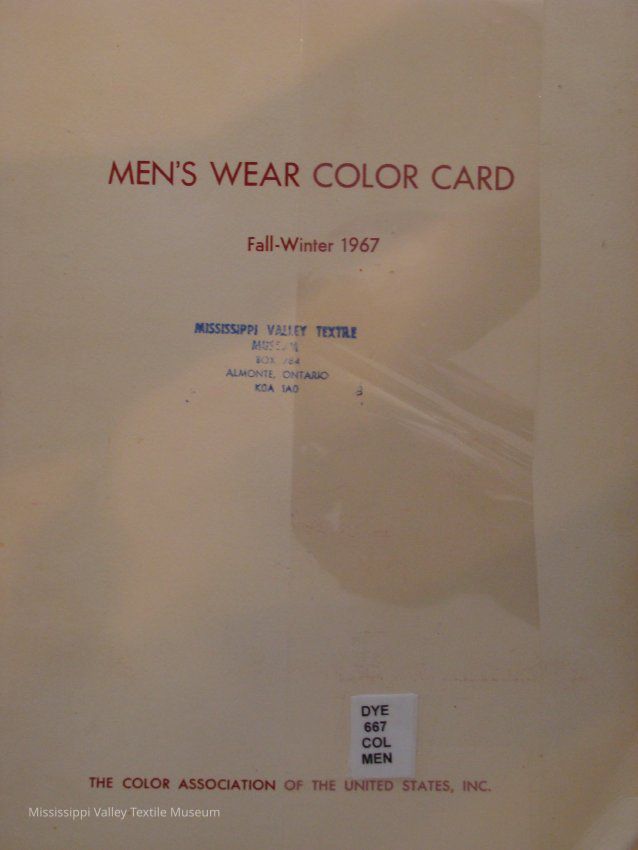 MEN'S WEAR COLOR CARD
Fall-Winter 1967
MISSISSIPPI VALLEY TEXTILE
MUSEUM
BOX 784
ALMONTE, ONTARIO
K0A 1A0
DYE
667
COL
MEN
THE COLOR ASSOCIATION OF THE UNITED STATES, INC.
Mississippi Valley Textile Museum